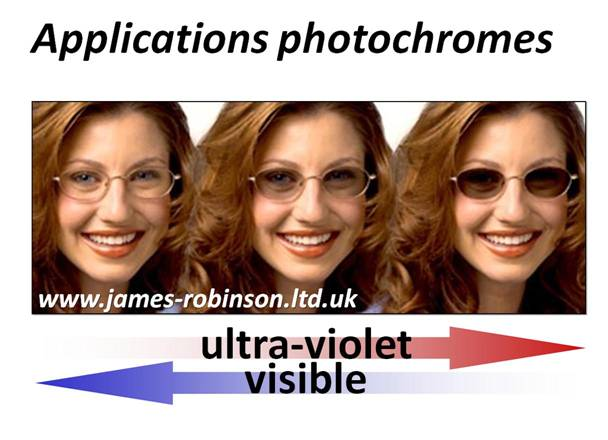 Applications photochromes
www.james-robinson.ltd.uk
ultra-violet
visible